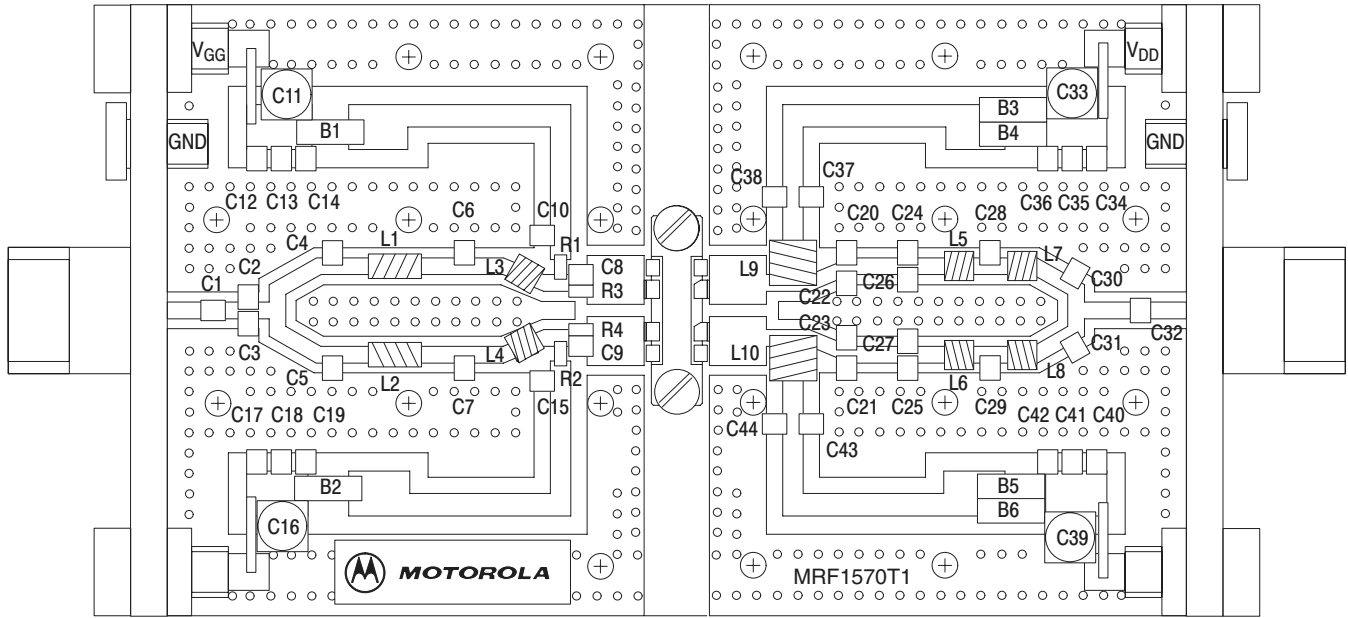 VGG
C11
B1
GND
C12 C13 C14
C33
VDD
B3
B4
GND
C38
C37
C36 C35 C34
C4
L1
C6
C10
R1
C20
C24
C28
L5
L7
C2
L3
C8
L9
C30
C1
R3
C22
C26
C32
C3
R4
C23
C27
C31
C9
L10
C5
L2
L4
R2
L6
L8
C7
C15
C21
C25
C29
C17 C18 C19
C44
C43
C42 C41 C40
B2
B5
B6
C16
C39
MOTOROLA
MRF1570T1